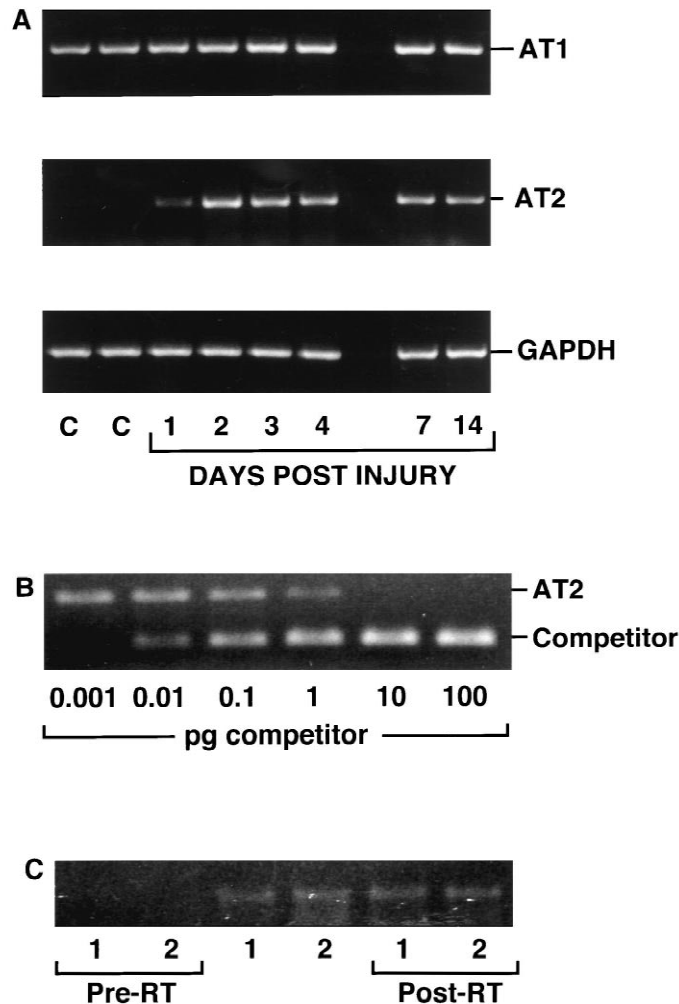 A
AT1
AT2
GAPDH
C C 1 2 3 4 7 14
DAYS POST INJURY
B
AT2
Competitor
0.001 0.01 0.1 1 10 100
pg competitor
C
1 2 1 2 1 2
Pre-RT Post-RT